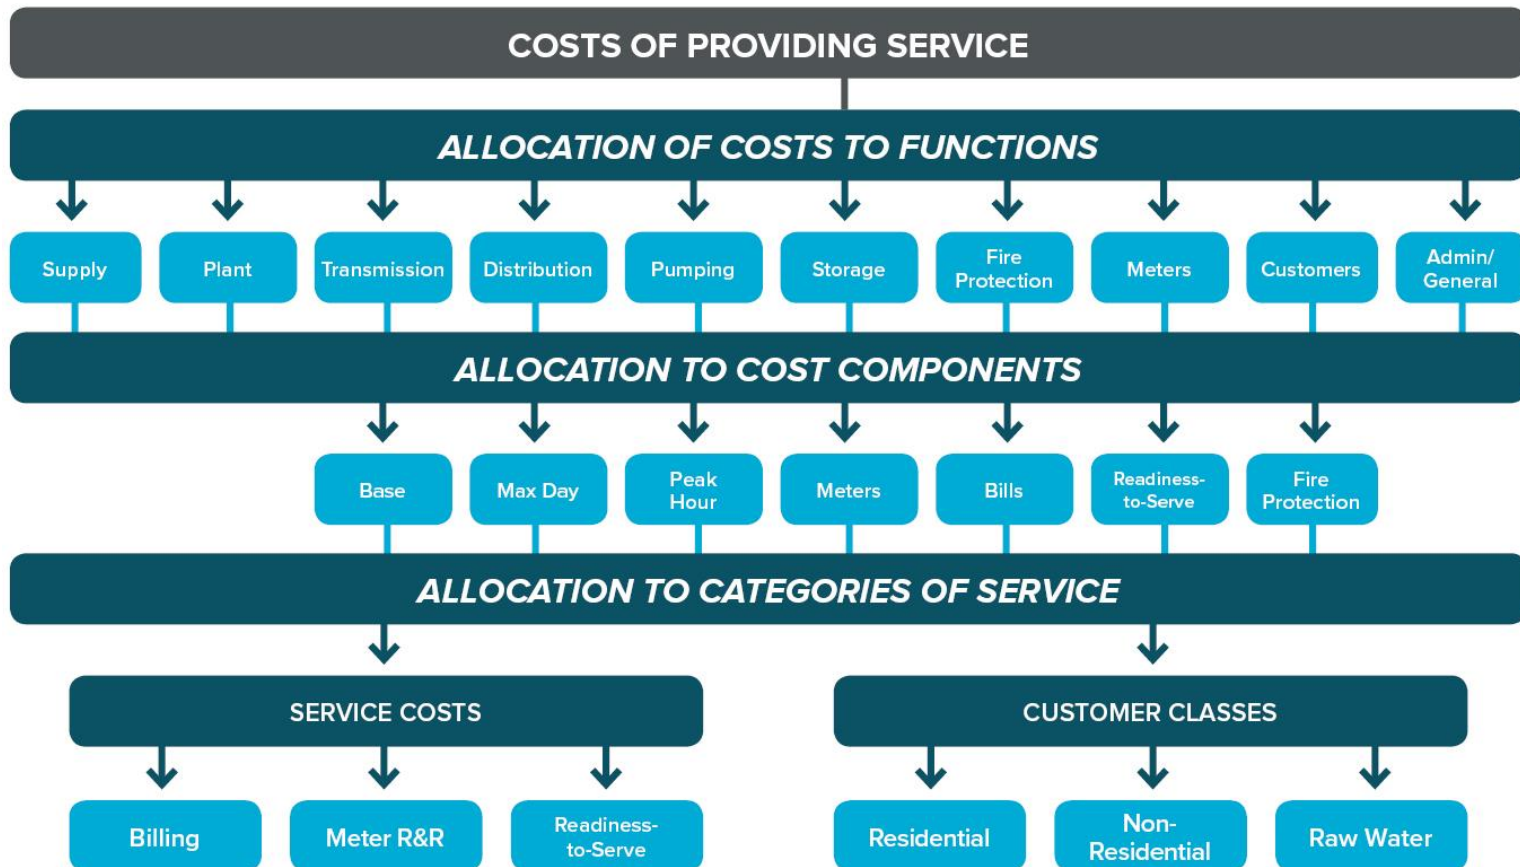 COSTS OF PROVIDING SERVICE
ALLOCATION OF COSTS TO FUNCTIONS
Supply
Plant
Transmission
Distribution
Pumping
Storage
Fire
Protection
Meters
Customers
Admin/
General
ALLOCATION TO COST COMPONENTS
Base
Max Day
Peak
Hour
Meters
Bills
Readiness-
to-Serve
Fire
Protection
ALLOCATION TO CATEGORIES OF SERVICE
SERVICE COSTS
CUSTOMER CLASSES
Billing
Meter R&R
Readiness-
to-Serve
Residential
Non-
Residential
Raw Water